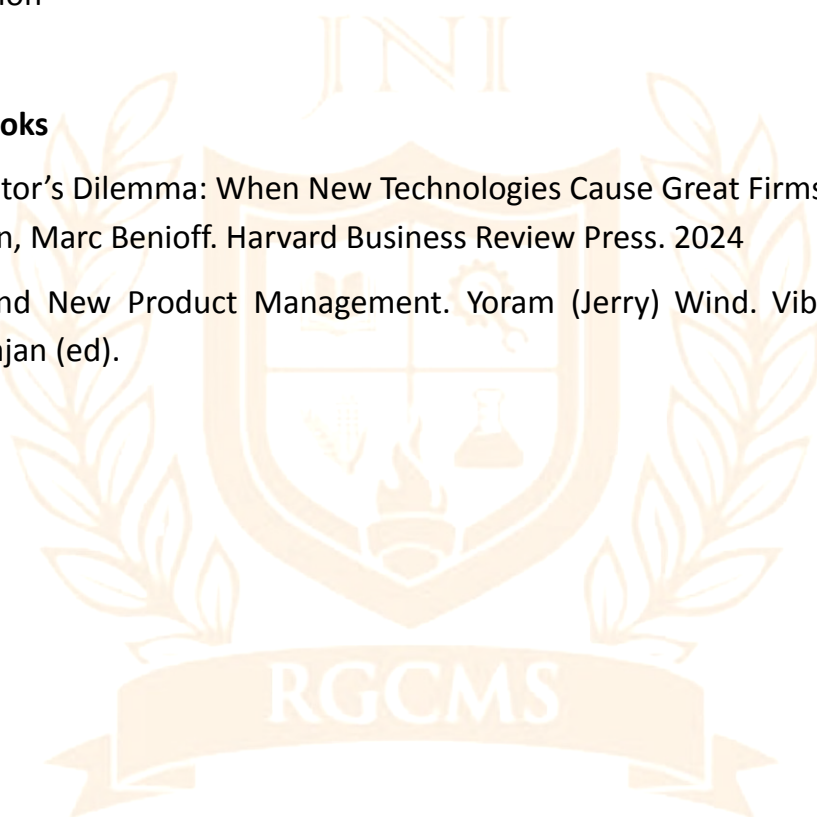 JNI
oks
tor’s Dilemma: When New Technologies Cause Great Firms
n, Marc Benioff. Harvard Business Review Press. 2024
nd New Product Management. Yoram (Jerry) Wind. Vib
jan (ed).
RGCMS